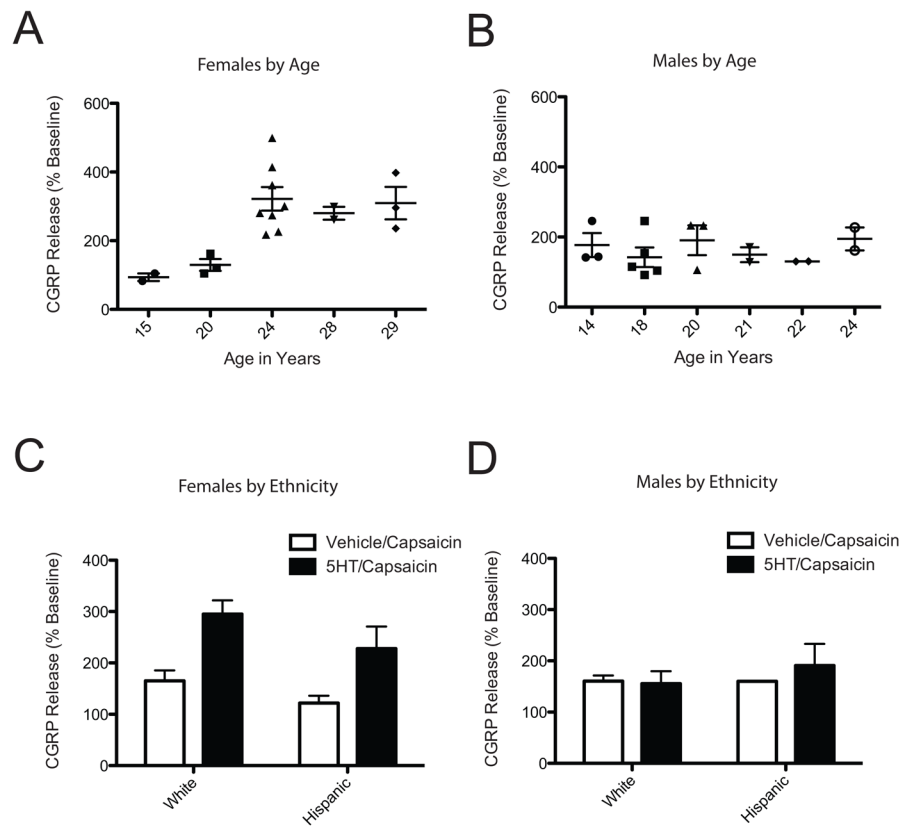 A
Females by Age
CGRP Release (% Baseline)
600
400
200
0
15 20 24 28 29
Age in Years
B
Males by Age
CGRP Release (% Baseline)
600
400
200
0
14 18 20 21 22 24
Age in Years
C
Females by Ethnicity
Vehicle/Capsaicin
5HT/Capsaicin
CGRP Release (% Baseline)
400
300
200
100
0
White Hispanic
D
Males by Ethnicity
Vehicle/Capsaicin
5HT/Capsaicin
CGRP Release (% Baseline)
400
300
200
100
0
White Hispanic